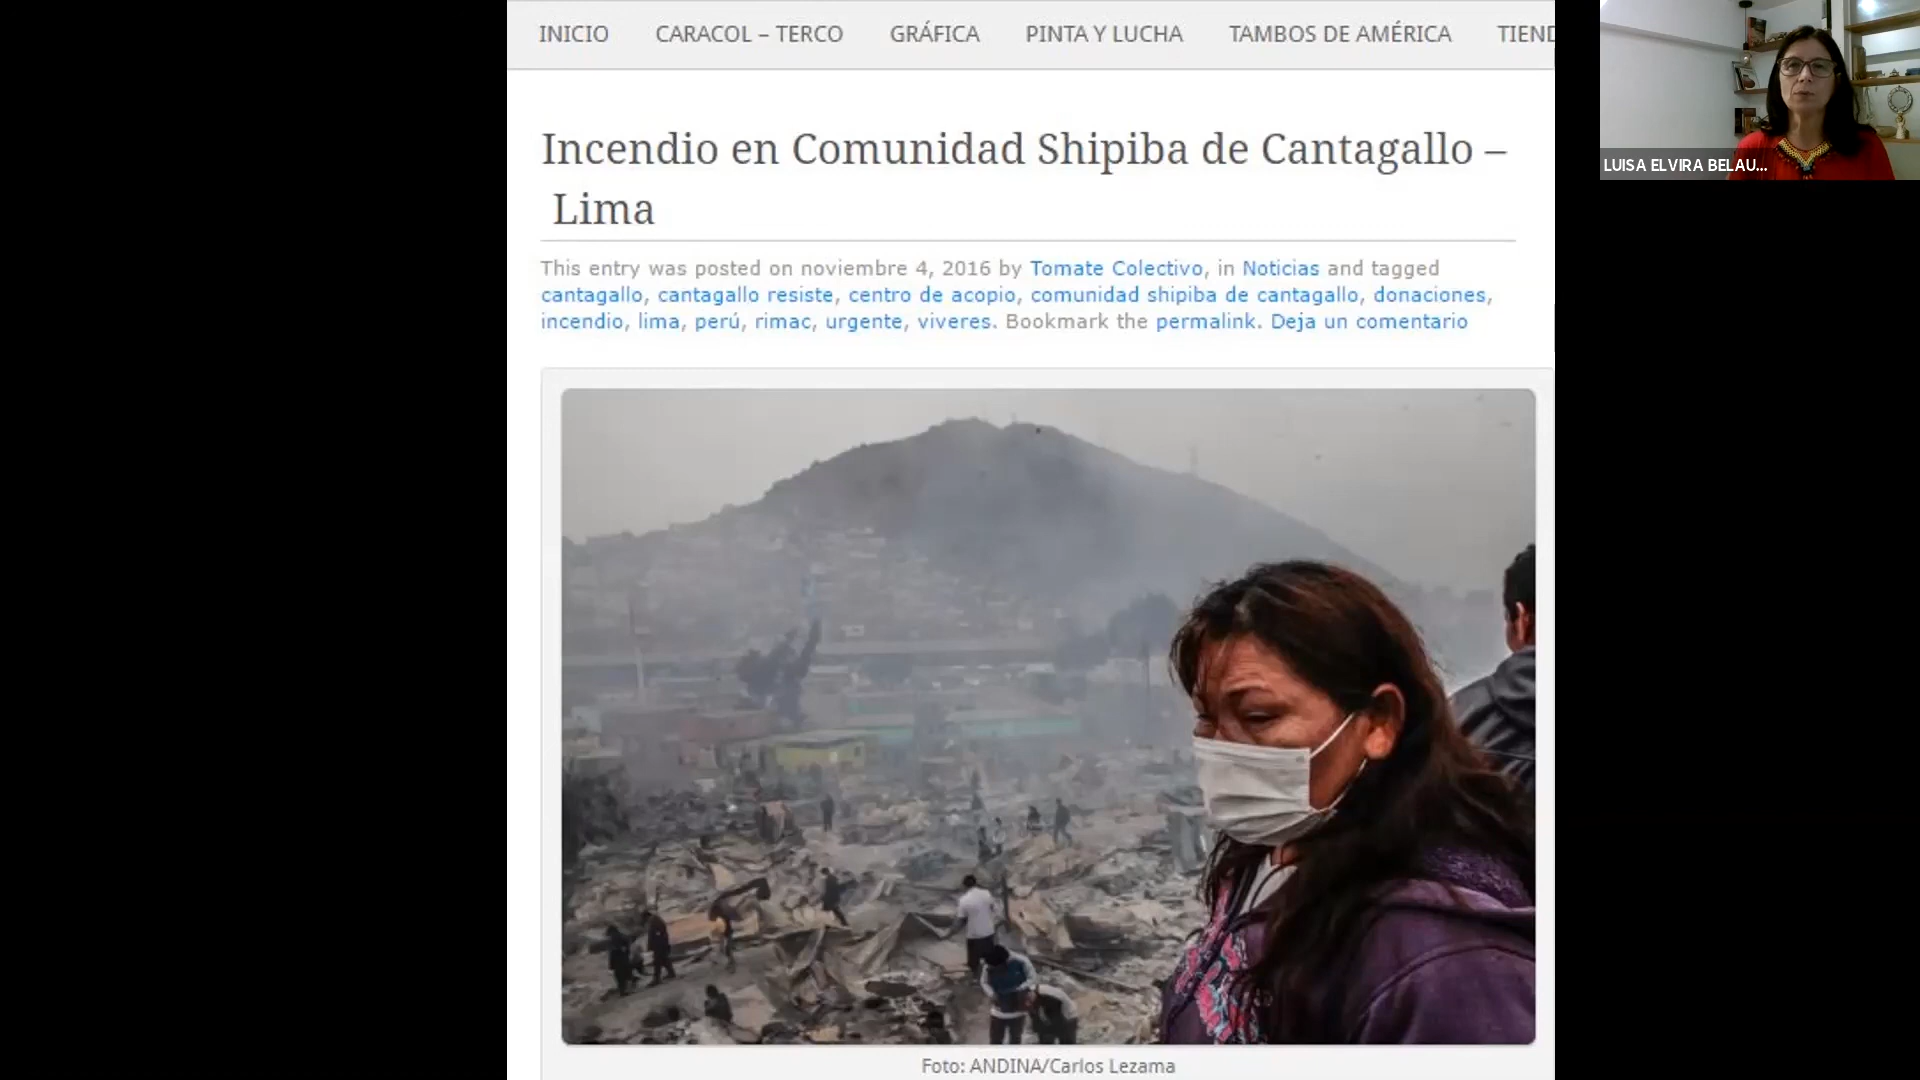 INICIO CARACOL – TERCO GRÁFICA PINTA Y LUCHA TAMBOS DE AMÉRICA TIEND
LUISA ELVIRA BELAU...
Incendio en Comunidad Shipiba de Cantagallo –
Lima
This entry was posted on noviembre 4, 2016 by Tomate Colectivo, in Noticias and tagged
cantagallo, cantagallo resiste, centro de acopio, comunidad shipiba de cantagallo, donaciones,
incendio, lima, perú, rimac, urgente, viveres. Bookmark the permalink. Deja un comentario
Foto: ANDINA/Carlos Lezama